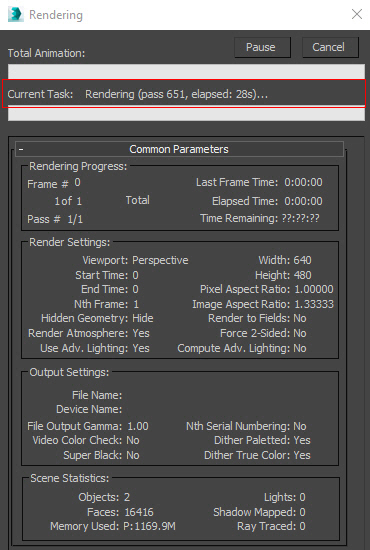 Rendering
Total Animation:
Pause
Cancel
Current Task: Rendering (pass 651, elapsed: 28s)...
- Common Parameters
Rendering Progress:
Frame # 0
Last Frame Time: 0:00:00
1 of 1 Total
Elapsed Time: 0:00:00
Pass # 1/1
Time Remaining: ??:??:??
Render Settings:
Viewport: Perspective
Width: 640
Start Time: 0
Height: 480
End Time: 0
Pixel Aspect Ratio: 1.00000
Nth Frame: 1
Image Aspect Ratio: 1.33333
Hidden Geometry: Hide
Render to Fields: No
Render Atmosphere: Yes
Force 2-Sided: No
Use Adv. Lighting: Yes
Compute Adv. Lighting: No
Output Settings:
File Name:
Device Name:
File Output Gamma: 1.00
Nth Serial Numbering: No
Video Color Check: No
Dither Paletted: Yes
Super Black: No
Dither True Color: Yes
Scene Statistics:
Objects: 2
Lights: 0
Faces: 16416
Shadow Mapped: 0
Memory Used: P:1169.9M
Ray Traced: 0